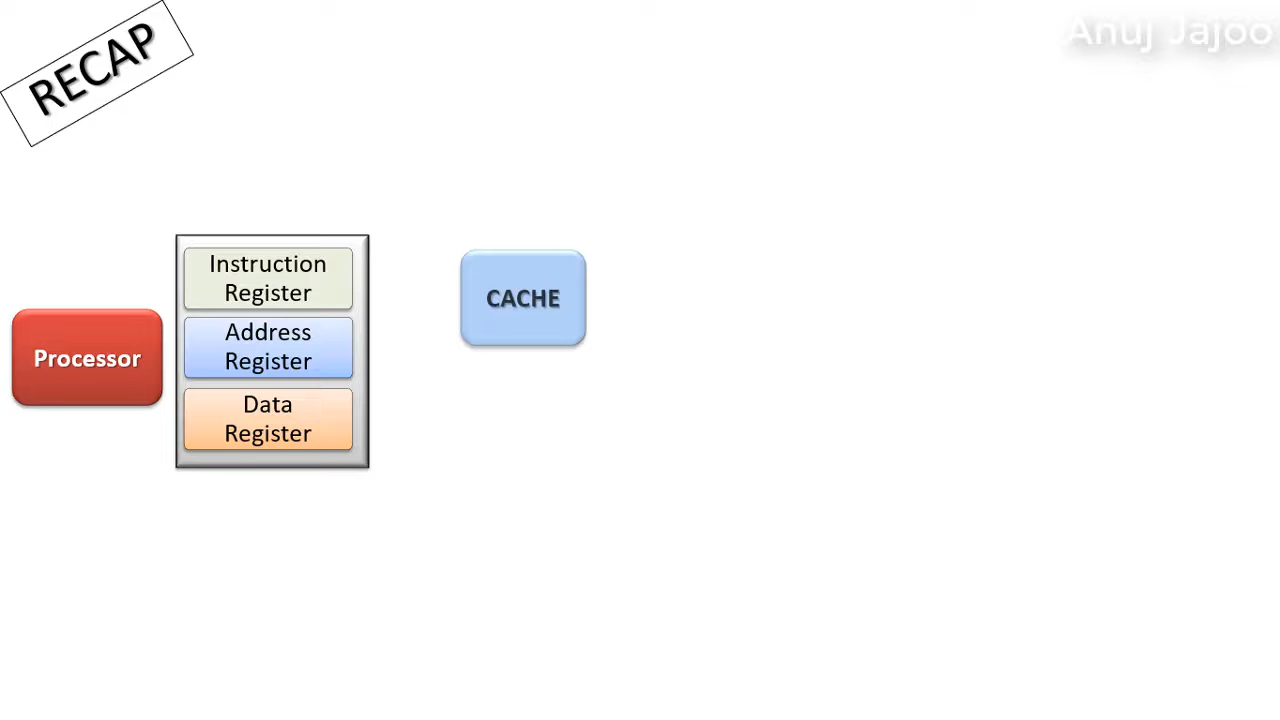 RECAP
Anuj Jajoo
Instruction
Register
Address
Register
Data
Register
Processor
CACHE